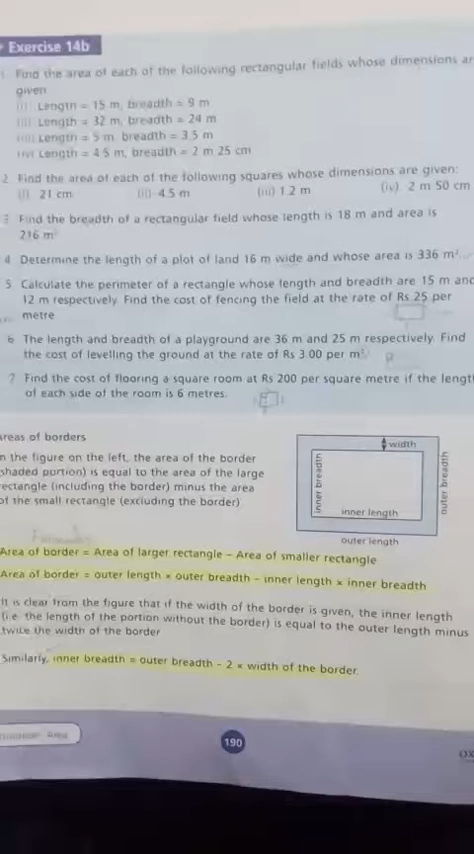 Exercise 14b
Find the area of each of the following rectangular fields whose dimensions
given
Length = 15 m, breadth = 9 m
Length = 32 m, breadth = 24 m
Length = 5 m breadth = 3.5 m
Length = 4.5 m, breadth = 2 m 25 cm
2 Find the area of each of the following squares whose dimensions are given:
(i) 21 cm (ii) 4.5 m (iii) 1.2 m (iv) 2 m 50 cm
3 Find the breadth of a rectangular field whose length is 18 m and area is
216 m²
4 Determine the length of a plot of land 16 m wide and whose area is 336 m²
5 Calculate the perimeter of a rectangle whose length and breadth are 15 m and
12 m respectively. Find the cost of fencing the field at the rate of Rs 25 per
metre
6 The length and breadth of a playground are 36 m and 25 m respectively. Find
the cost of levelling the ground at the rate of Rs 3.00 per m²
7 Find the cost of flooring a square room at Rs 200 per square metre if the
of each side of the room is 6 metres.
of borders
the figure on the left, the area of the border
shaded portion) is equal to the area of the large
rectangle (including the border) minus the area
of the small rectangle (excluding the border)
width
inner breadth
outer breadth
inner length
outer length
Area of border = Area of larger rectangle – Area of smaller rectangle
Area of border = outer length × outer breadth – inner length × inner breadth
It is clear from the figure that if the width of the border is given, the inner length
(i.e. the length of the portion without the border) is equal to the outer length minus
twice the width of the border
Similarly, inner breadth = outer breadth – 2 × width of the border.
Area
190